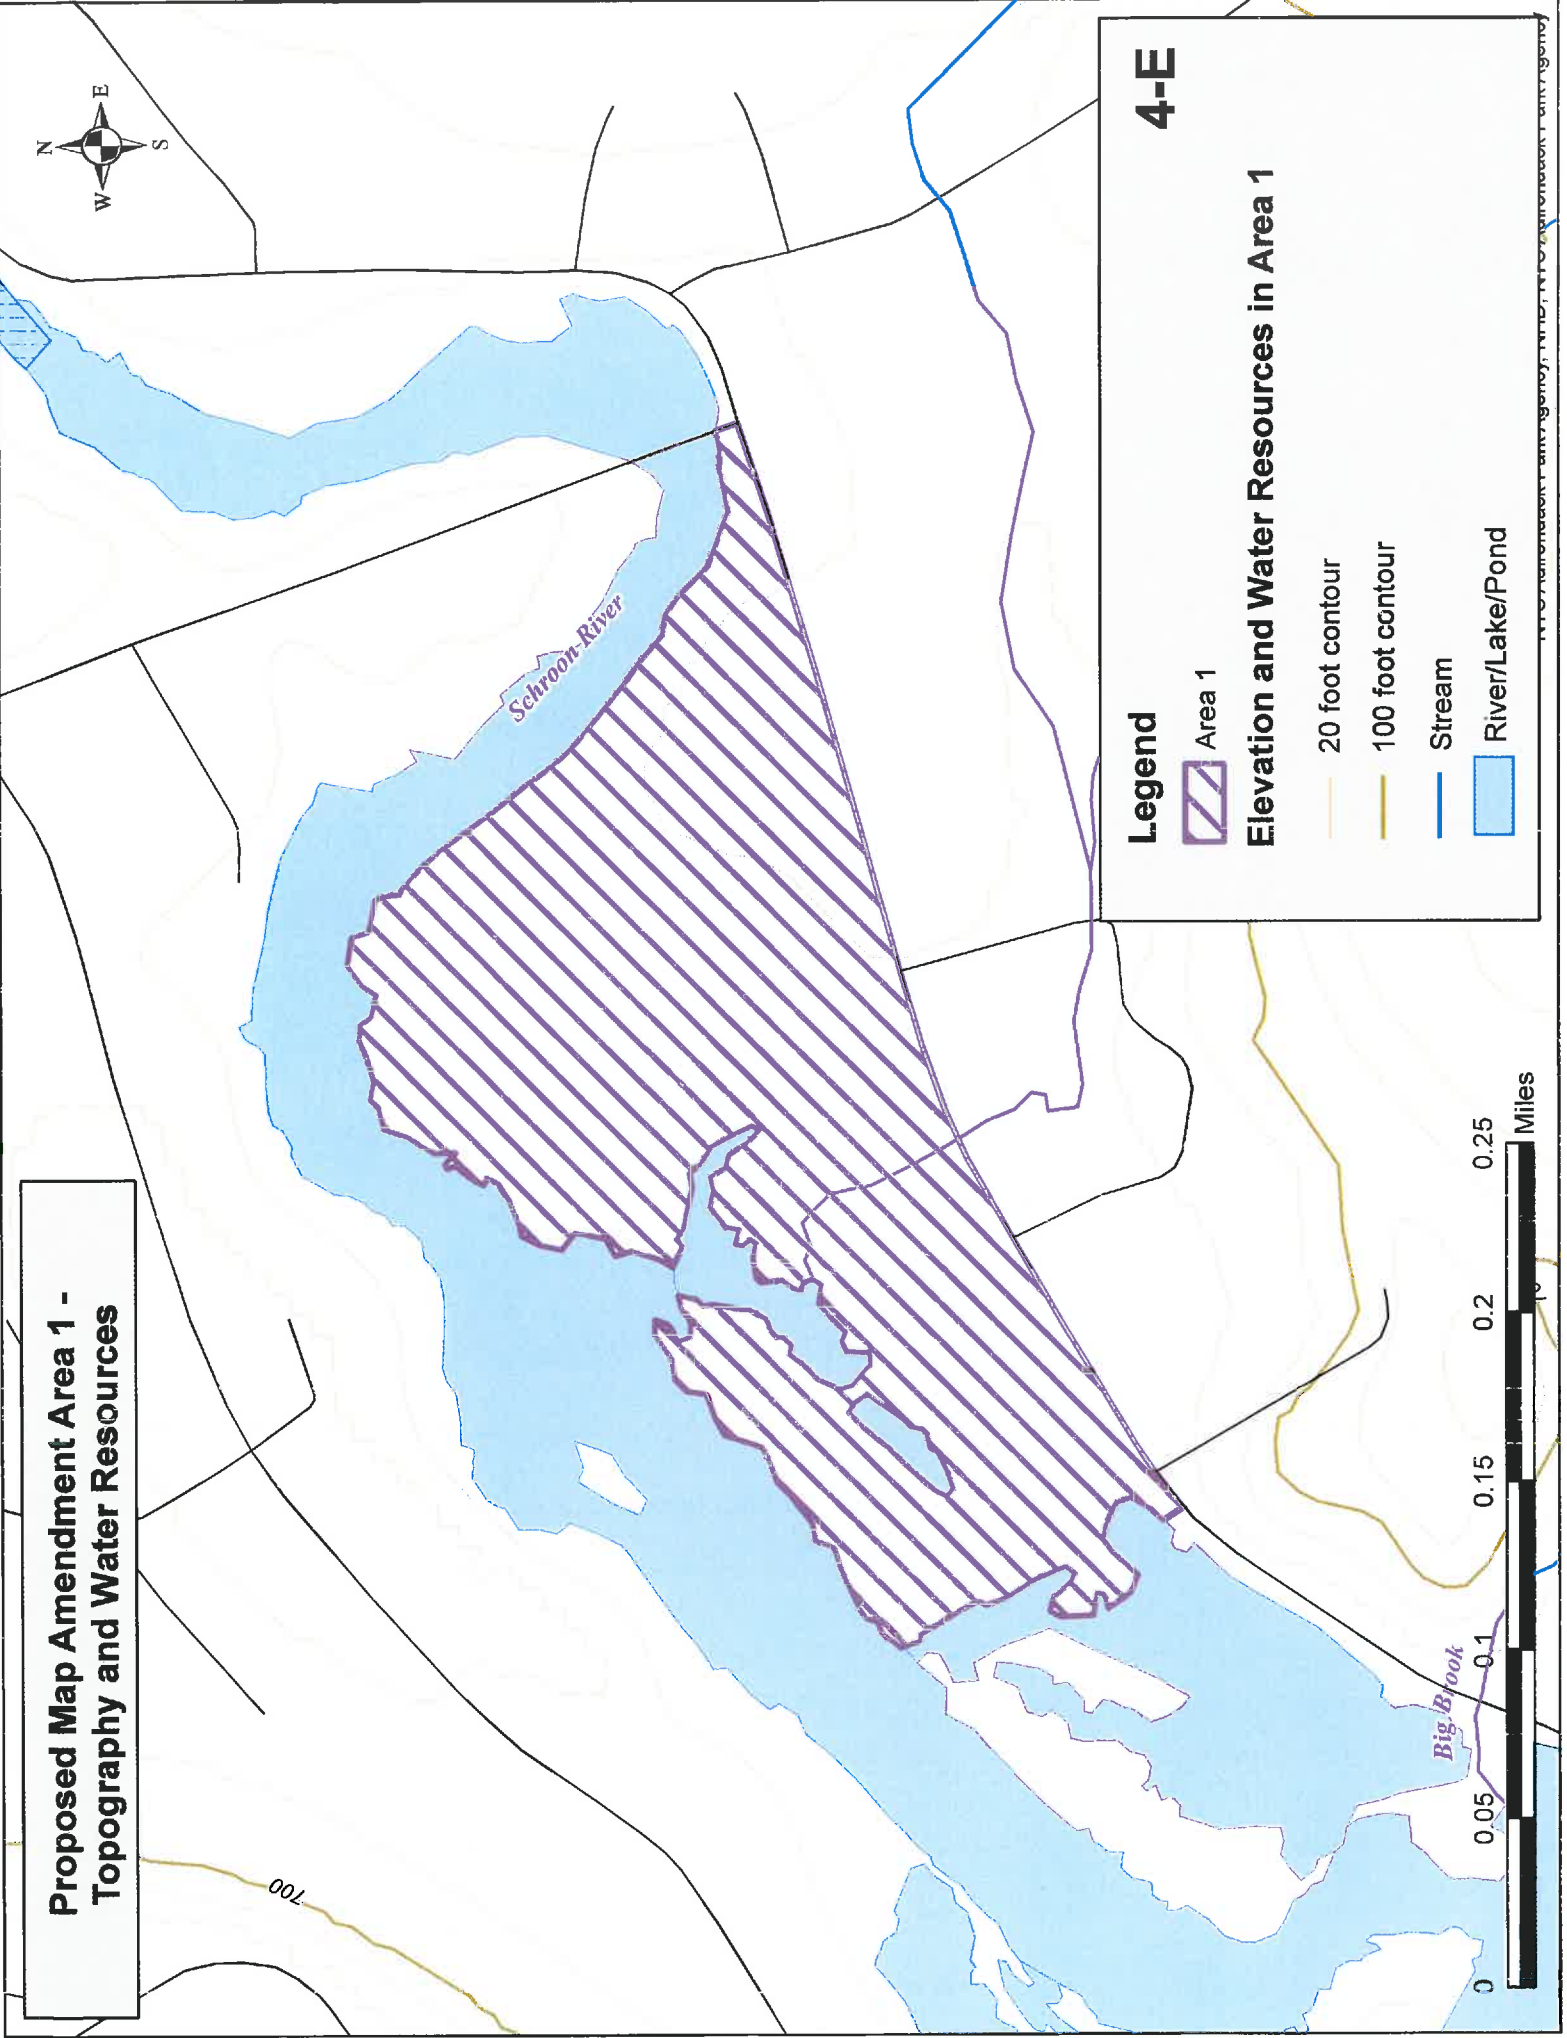 Proposed Map Amendment Area 1 -
Topography and Water Resources
N
W
E
S
700
Schroon River
Big Brook
4-E
Legend
Area 1
Elevation and Water Resources in Area 1
20 foot contour
100 foot contour
Stream
River/Lake/Pond
0 0.05 0.1 0.15 0.2 0.25
Miles